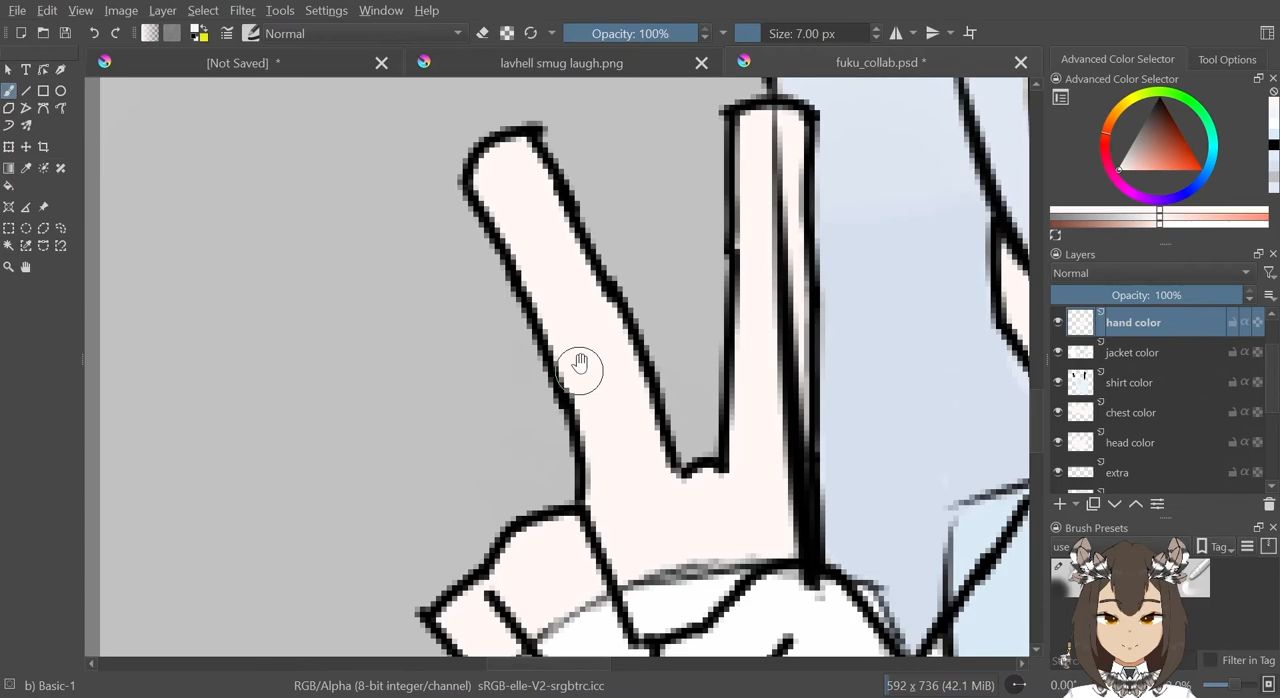 File Edit View Image Layer Select Filter Tools Settings Window Help
Normal Opacity: 100% Size: 7.00 px
[Not Saved] * lavhell smug laugh.png fuku_collab.psd *
Advanced Color Selector Tool Options
Advanced Color Selector
Layers
Normal
Opacity: 100%
hand color
jacket color
shirt color
chest color
head color
extra
Brush Presets
use Tag
Filter in Tag
b) Basic-1 RGB/Alpha (8-bit integer/channel) sRGB-elle-V2-srgbtrc.icc 592 x 736 (42.1 MiB) 0.00°